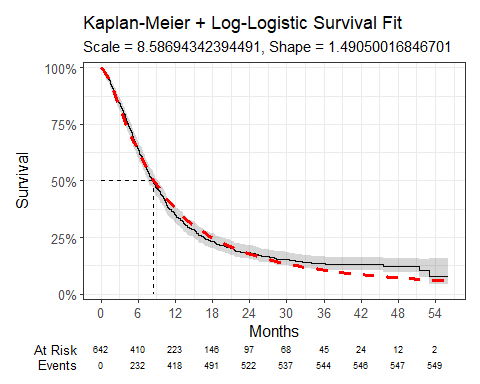 Kaplan-Meier + Log-Logistic Survival Fit
Scale = 8.58694342394491, Shape = 1.49050016846701
100%
75%
50%
25%
0%
Survival
0 6 12 18 24 30 36 42 48 54
Months
At Risk 642 410 223 146 97 68 45 24 12 2
Events 0 232 418 491 522 537 544 546 547 549